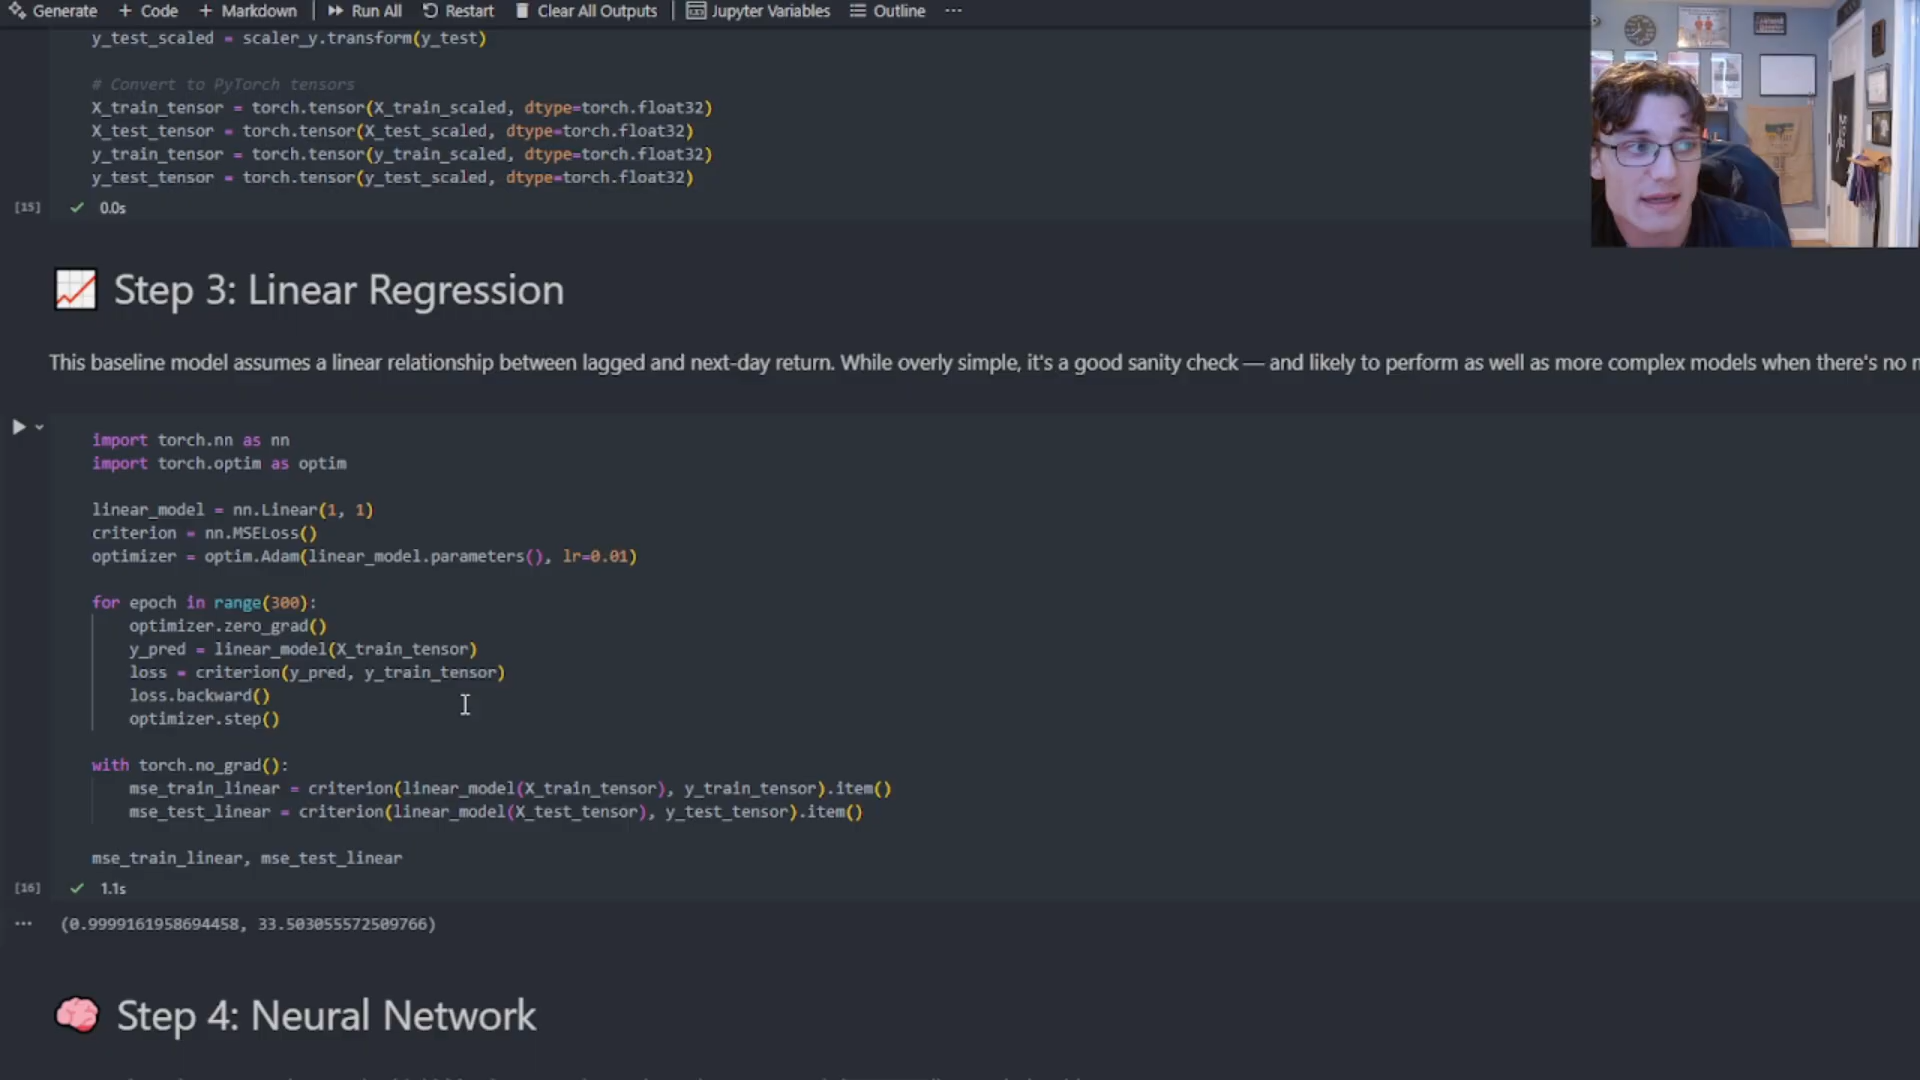 Generate + Code + Markdown Run All Restart Clear All Outputs Jupyter Variables Outline ...
y_test_scaled = scaler_y.transform(y_test)
# Convert to PyTorch tensors
X_train_tensor = torch.tensor(X_train_scaled, dtype=torch.float32)
X_test_tensor = torch.tensor(X_test_scaled, dtype=torch.float32)
y_train_tensor = torch.tensor(y_train_scaled, dtype=torch.float32)
y_test_tensor = torch.tensor(y_test_scaled, dtype=torch.float32)
[15] ✓ 0.0s
Step 3: Linear Regression
This baseline model assumes a linear relationship between lagged and next-day return. While overly simple, it's a good sanity check — and likely to perform as well as more complex models when there's no
import torch.nn as nn
import torch.optim as optim
linear_model = nn.Linear(1, 1)
criterion = nn.MSELoss()
optimizer = optim.Adam(linear_model.parameters(), lr=0.01)
for epoch in range(300):
optimizer.zero_grad()
y_pred = linear_model(X_train_tensor)
loss = criterion(y_pred, y_train_tensor)
loss.backward()
optimizer.step()
with torch.no_grad():
mse_train_linear = criterion(linear_model(X_train_tensor), y_train_tensor).item()
mse_test_linear = criterion(linear_model(X_test_tensor), y_test_tensor).item()
mse_train_linear, mse_test_linear
[16] ✓ 1.1s
... (0.9999161958694458, 33.503055572509766)
Step 4: Neural Network